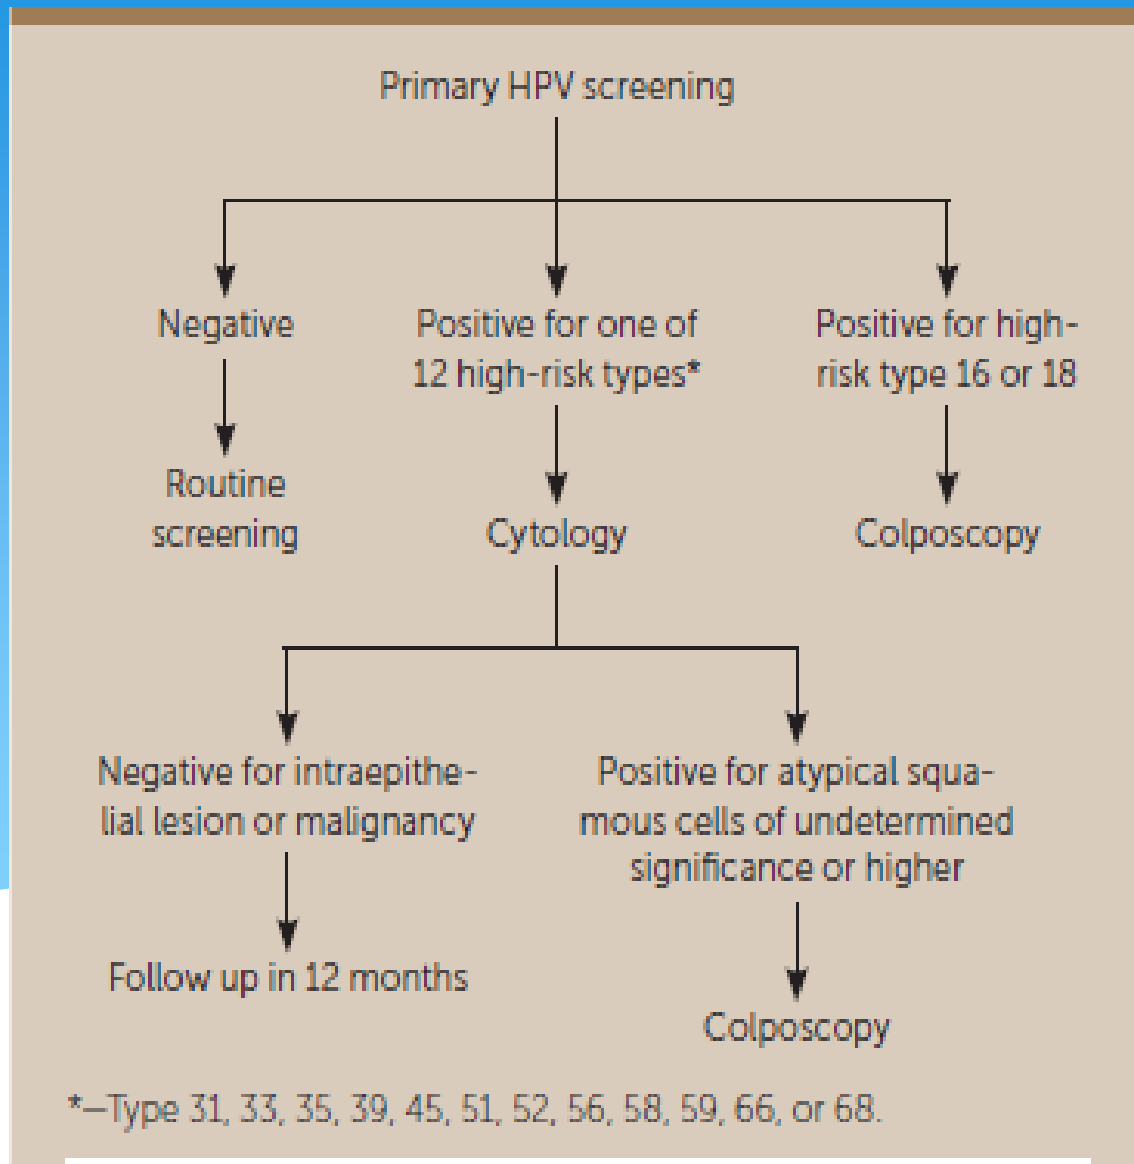 Primary HPV screening
Negative
Positive for one of
12 high-risk types*
Positive for high-
risk type 16 or 18
Routine
screening
Cytology
Colposcopy
Negative for intraepithe-
lial lesion or malignancy
Positive for atypical squa-
mous cells of undetermined
significance or higher
Follow up in 12 months
Colposcopy
*—Type 31, 33, 35, 39, 45, 51, 52, 56, 58, 59, 66, or 68.